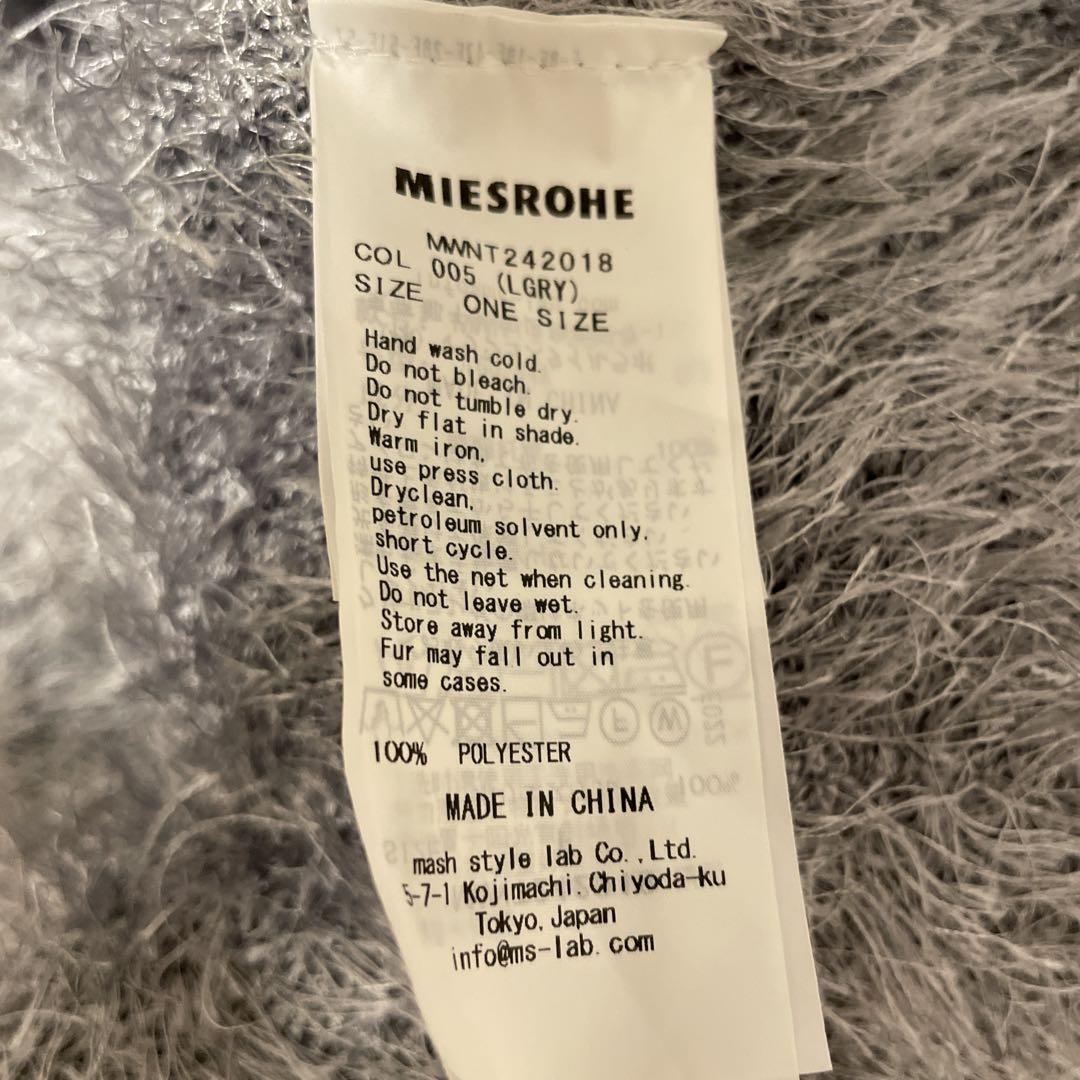 MIESROHE
MWNT242018
COL 005 (LGRY)
SIZE ONE SIZE
Hand wash cold.
Do not bleach.
Do not tumble dry.
Dry flat in shade.
Warm iron,
use press cloth.
Dryclean,
petroleum solvent only,
short cycle.
Use the net when cleaning.
Do not leave wet.
Store away from light.
Fur may fall out in
some cases.
100% POLYESTER
MADE IN CHINA
mash style lab Co.,Ltd.
5-7-1 Kojimachi, Chiyoda-ku
Tokyo, Japan
info@ms-lab.com